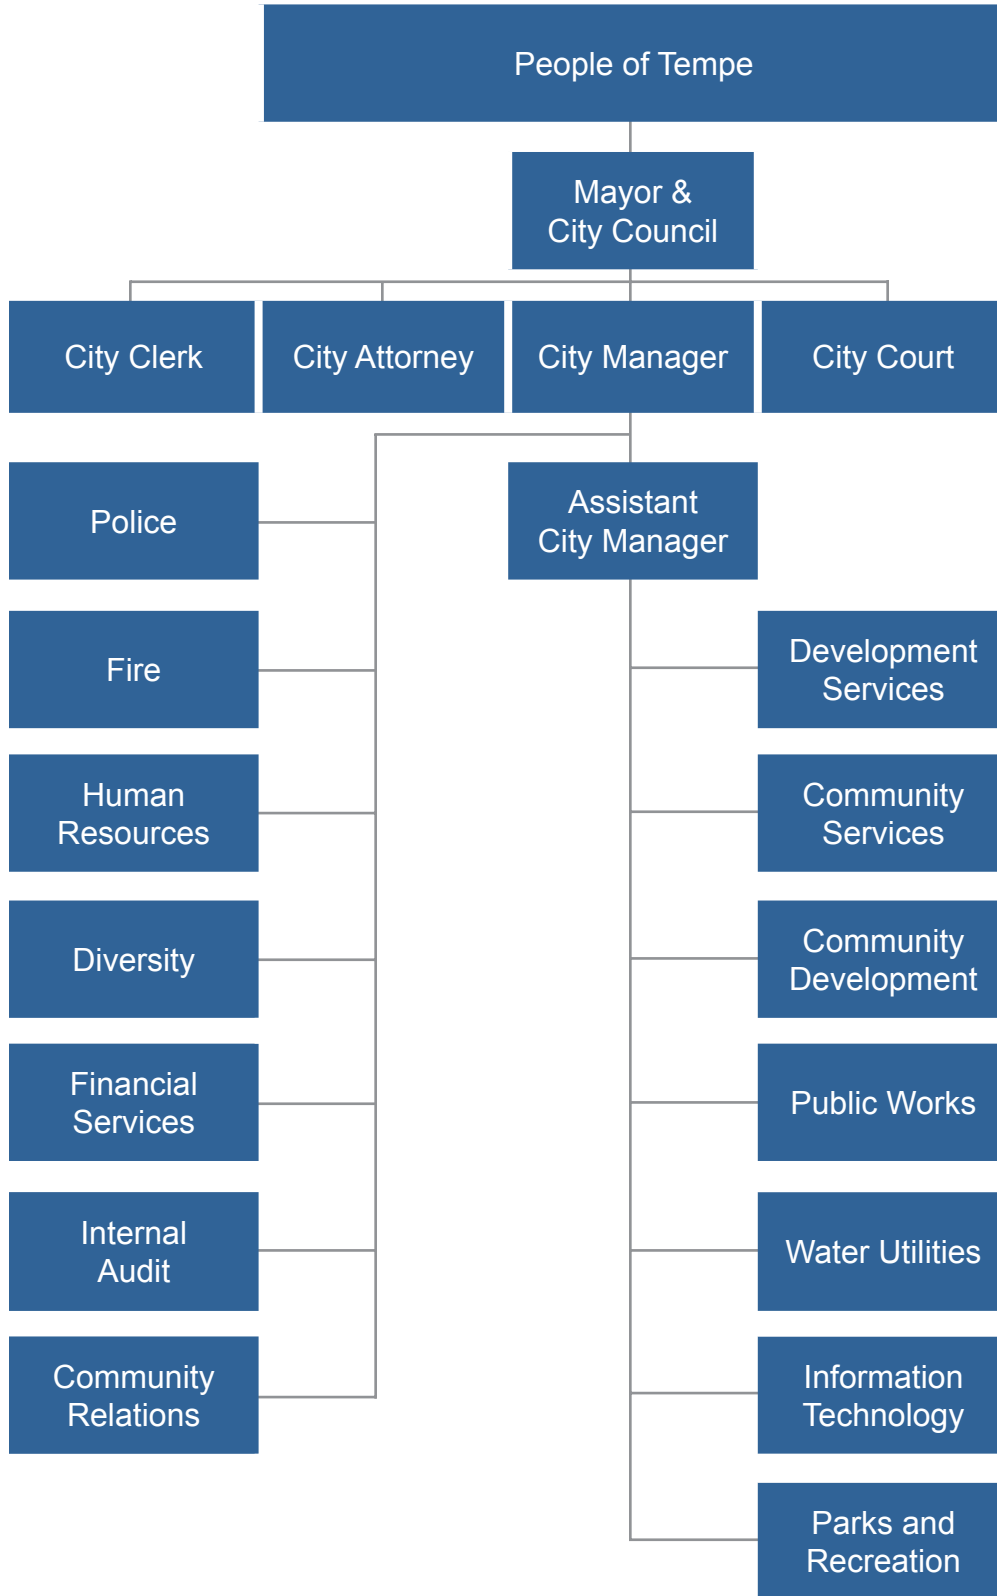 People of Tempe
Mayor &
City Council
City Clerk
City Attorney
City Manager
City Court
Police
Assistant
City Manager
Fire
Development
Services
Human
Resources
Community
Services
Diversity
Community
Development
Financial
Services
Public Works
Internal
Audit
Water Utilities
Community
Relations
Information
Technology
Parks and
Recreation